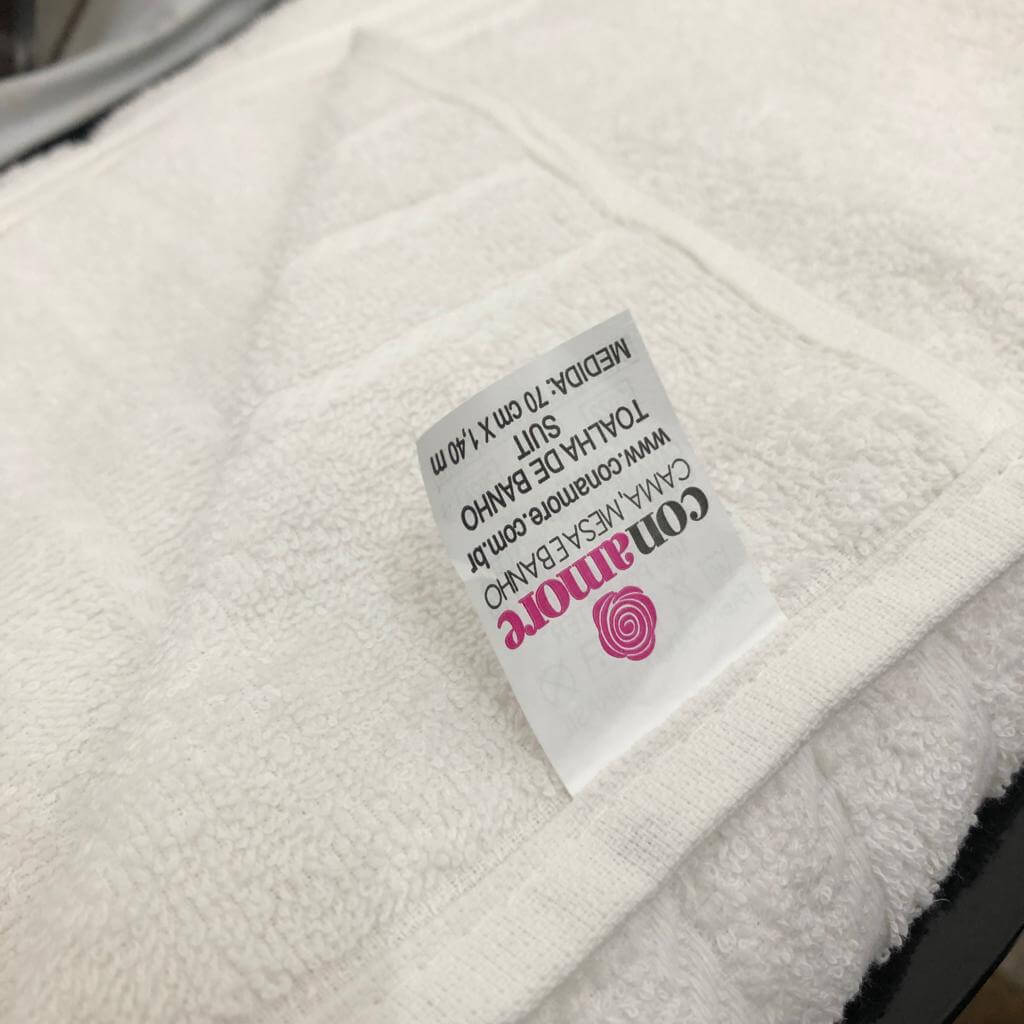 conamore
CAMA, MESA E BANHO
www.conamore.com.br
TOALHA DE BANHO
SUIT
MEDIDA: 70 cm X 1,40 m